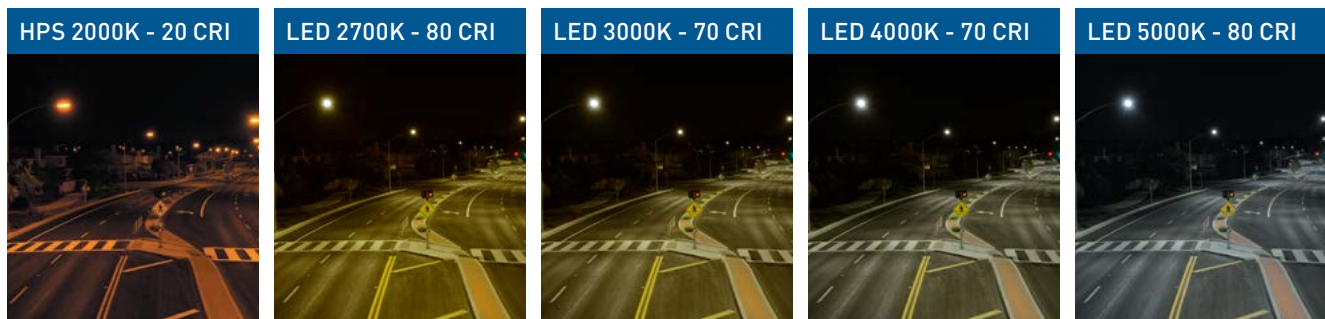 HPS 2000K - 20 CRI
LED 2700K - 80 CRI
LED 3000K - 70 CRI
LED 4000K - 70 CRI
LED 5000K - 80 CRI